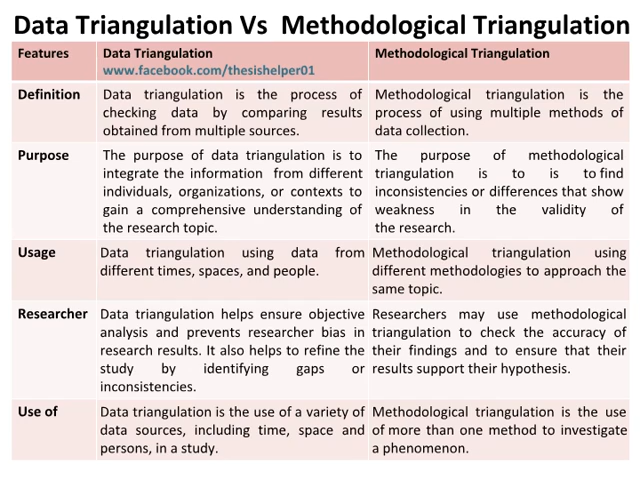 Data Triangulation Vs Methodological Triangulation
Features
Data Triangulation
www.facebook.com/thesishelper01
Methodological Triangulation
Definition
Data triangulation is the process of
checking data by comparing results
obtained from multiple sources.
Methodological triangulation is the
process of using multiple methods of
data collection.
Purpose
The purpose of data triangulation is to
integrate the information from different
individuals, organizations, or contexts to
gain a comprehensive understanding of
the research topic.
The purpose of methodological
triangulation is to is to find
inconsistencies or differences that show
weakness in the validity of
the research.
Usage
Data triangulation using data from
different times, spaces, and people.
Methodological triangulation using
different methodologies to approach the
same topic.
Researcher
Data triangulation helps ensure objective
analysis and prevents researcher bias in
research results. It also helps to refine the
study by identifying gaps or
inconsistencies.
Researchers may use methodological
triangulation to check the accuracy of
their findings and to ensure that their
results support their hypothesis.
Use of
Data triangulation is the use of a variety of
data sources, including time, space and
persons, in a study.
Methodological triangulation is the use
of more than one method to investigate
a phenomenon.